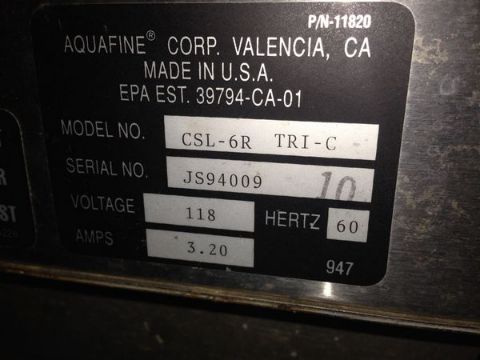 P/N-11820
AQUAFINE® CORP. VALENCIA, CA
MADE IN U.S.A.
EPA EST. 39794-CA-01
MODEL NO. CSL-6R TRI-C
SERIAL NO. JS94009 10
VOLTAGE 118 HERTZ 60
AMPS 3.20
947
R
ST